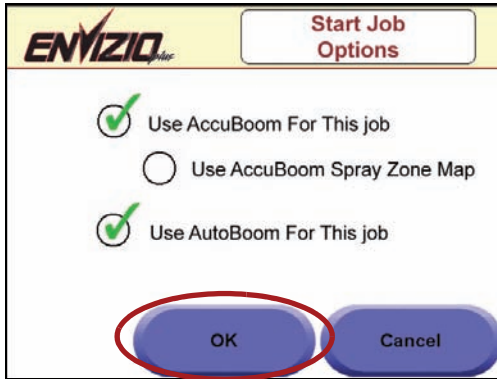 ENVIZIO plus
Start Job
Options
Use AccuBoom For This job
Use AccuBoom Spray Zone Map
Use AutoBoom For This job
OK
Cancel